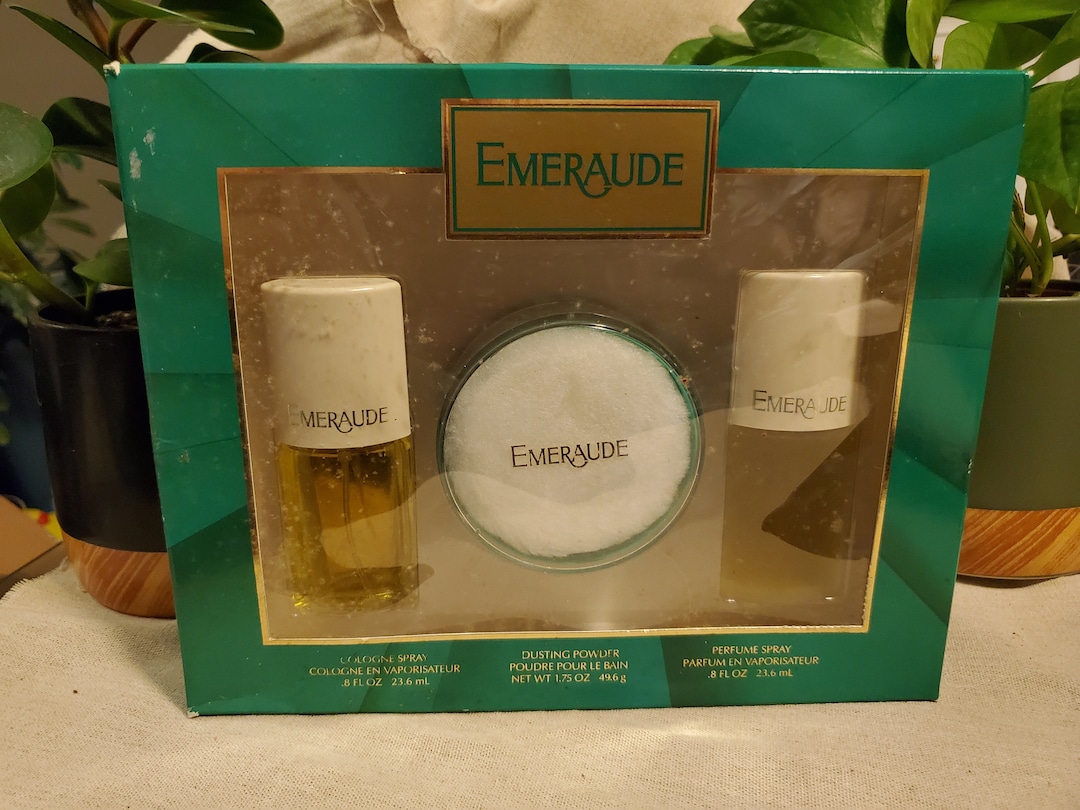 EMERAUDE
EMERAUDE
EMERAUDE
EMERAUDE
COLOGNE SPRAY
COLOGNE EN VAPORISATEUR
.8 FL OZ 23.6 mL
DUSTING POWDER
POUDRE POUR LE BAIN
NET WT 1.75 OZ 49.6 g
PERFUME SPRAY
PARFUM EN VAPORISATEUR
.8 FL OZ 23.6 mL